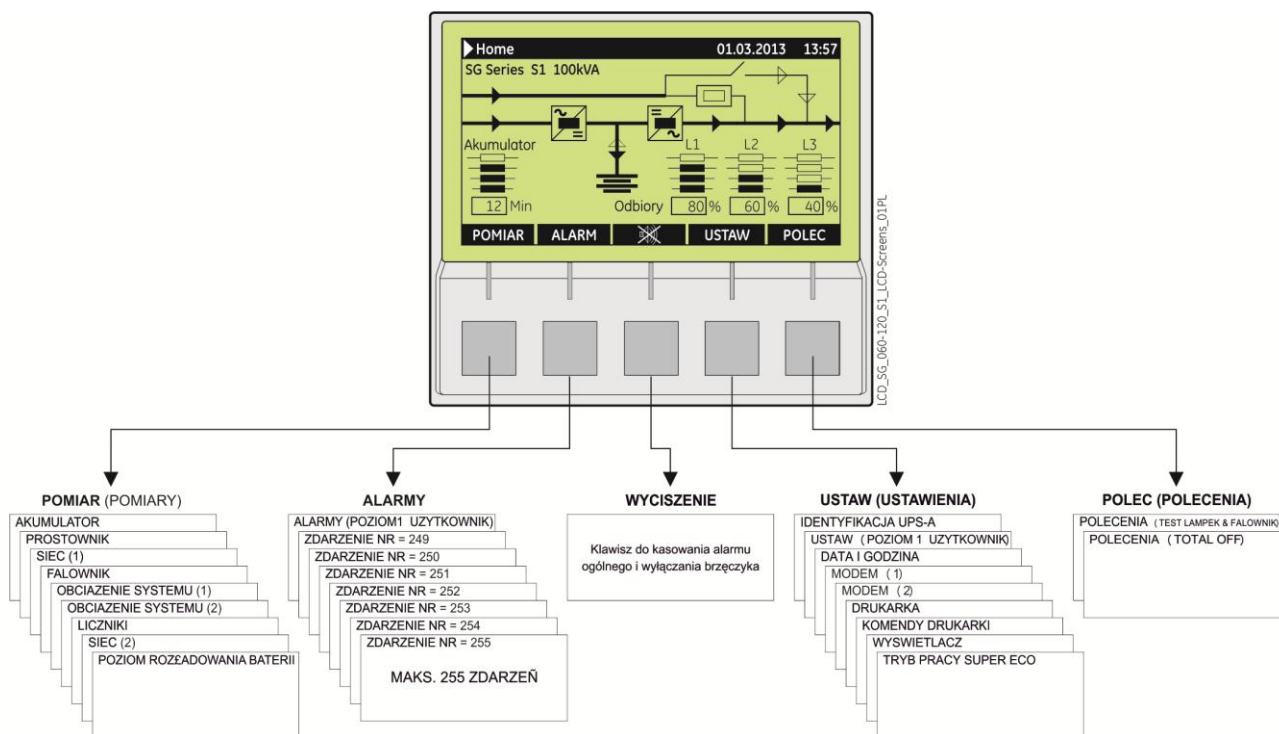 Home 01.03.2013 13:57
SG Series S1 100kVA
Akumulator L1 L2 L3
12 Min Odbiory 80 % 60 % 40 %
POMIAR ALARM USTAW POLEC
LCD_SG_060-120_S1_LCD-Screens_01PL
POMIAR (POMIARY)
AKUMULATOR
PROSTOWNIK
SIEC (1)
FALOWNIK
OBCIAZENIE SYSTEMU (1)
OBCIAZENIE SYSTEMU (2)
LICZNIKI
SIEC (2)
POZIOM ROZ£ADOWANIA BATERII
ALARMY
ALARMY (POZIOM1 UZYTKOWNIK)
ZDARZENIE NR = 249
ZDARZENIE NR = 250
ZDARZENIE NR = 251
ZDARZENIE NR = 252
ZDARZENIE NR = 253
ZDARZENIE NR = 254
ZDARZENIE NR = 255
MAKS. 255 ZDARZEÑ
WYCISZENIE
Klawisz do kasowania alarmu
ogólnego i wyłączania brzęczyka
USTAW (USTAWIENIA)
IDENTYFIKACJA UPS-A
USTAW (POZIOM 1 UZYTKOWNIK)
DATA I GODZINA
MODEM (1)
MODEM (2)
DRUKARKA
KOMENDY DRUKARKI
WYSWIETLACZ
TRYB PRACY SUPER ECO
POLEC (POLECENIA)
POLECENIA (TEST LAMPEK & FALOWNIK)
POLECENIA (TOTAL OFF)